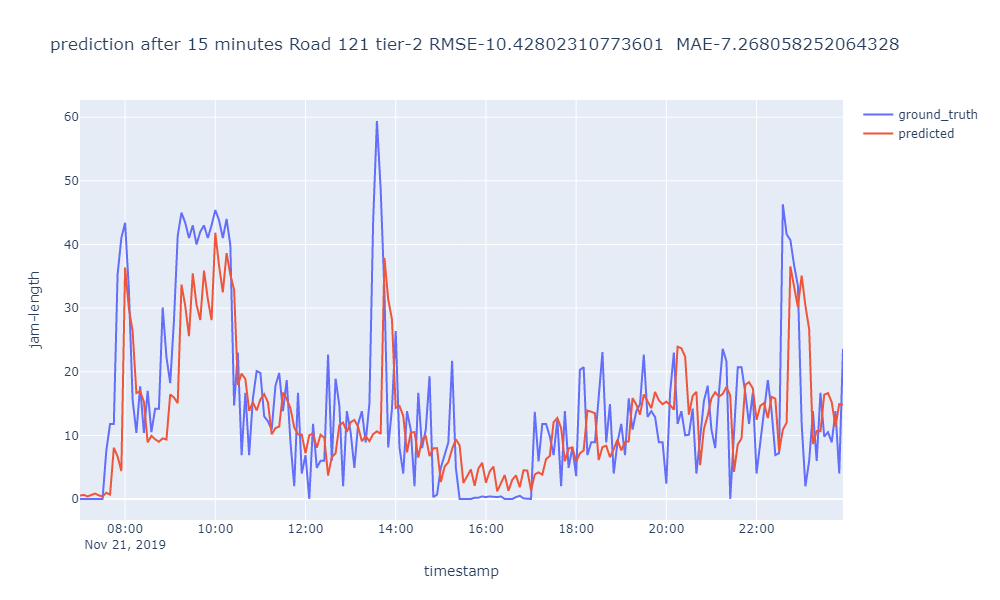 prediction after 15 minutes Road 121 tier-2 RMSE-10.42802310773601  MAE-7.268058252064328
ground_truth
predicted
60
50
40
30
20
10
0
jam-length
08:00 10:00 12:00 14:00 16:00 18:00 20:00 22:00
Nov 21, 2019
timestamp